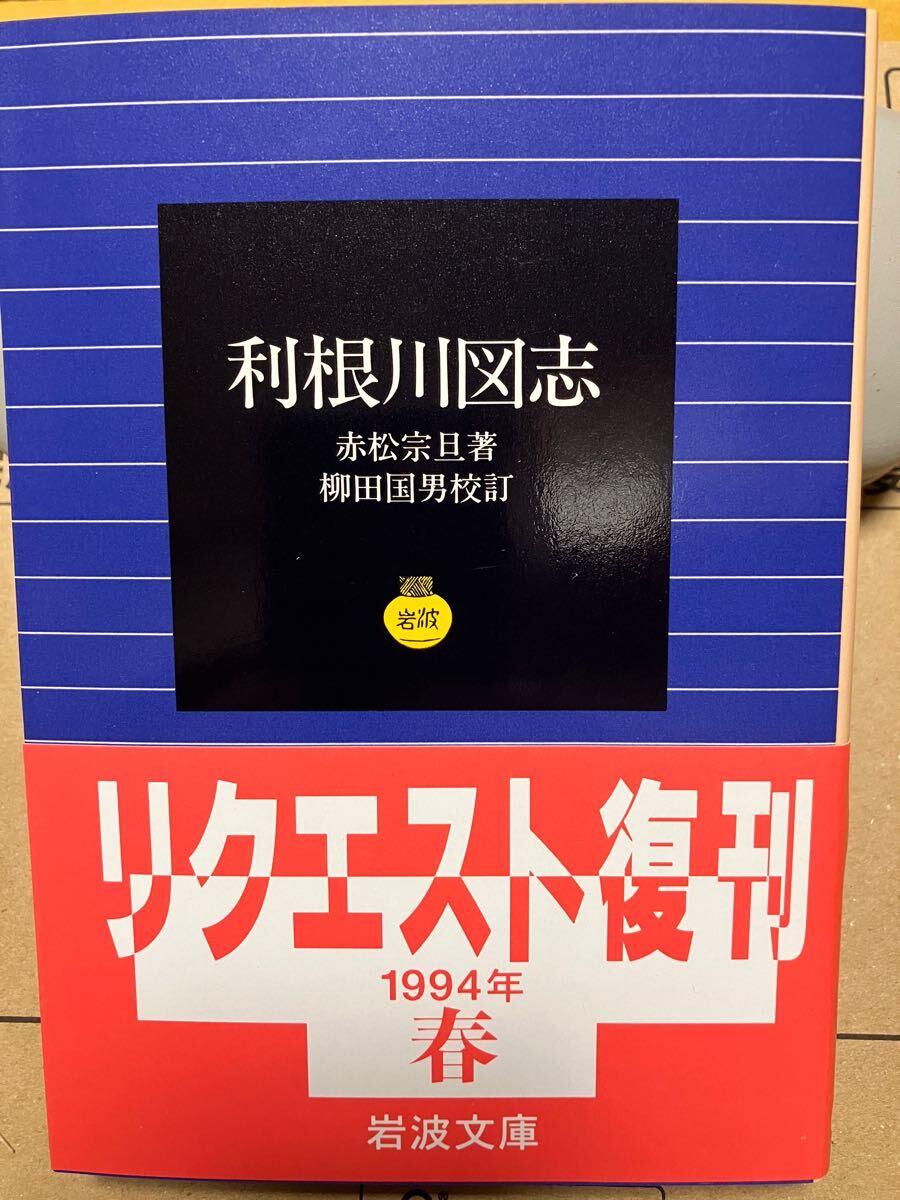 利根川図志
赤松宗旦著
柳田国男校訂
岩波
リクエスト復刊
1994年
春
岩波文庫